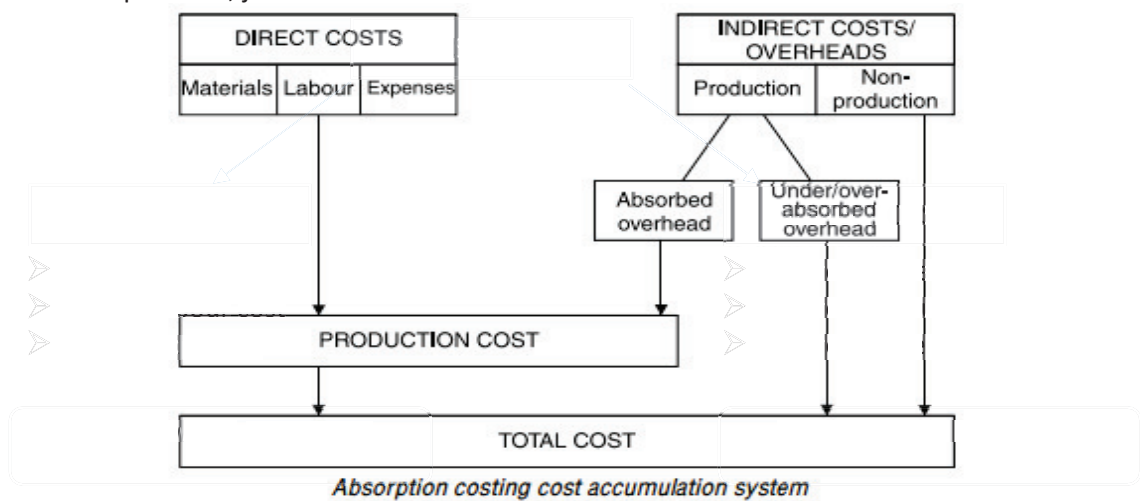 DIRECT COSTS
INDIRECT COSTS/
OVERHEADS
Materials Labour Expenses
Production
Non-
production
Absorbed
overhead
Under/over-
absorbed
overhead
PRODUCTION COST
TOTAL COST
Absorption costing cost accumulation system